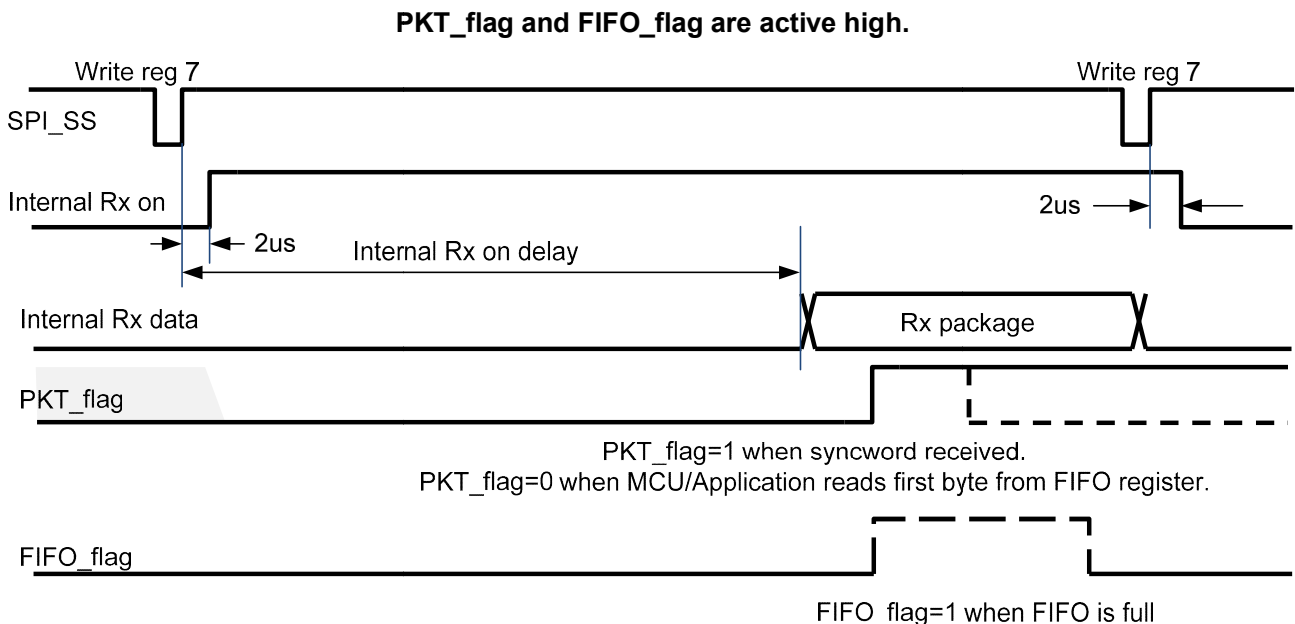 PKT_flag and FIFO_flag are active high.
Write reg 7
Write reg 7
SPI_SS
Internal Rx on
2us
2us
Internal Rx on delay
Internal Rx data
Rx package
PKT_flag
PKT_flag=1 when syncword received.
PKT_flag=0 when MCU/Application reads first byte from FIFO register.
FIFO_flag
FIFO flag=1 when FIFO is full